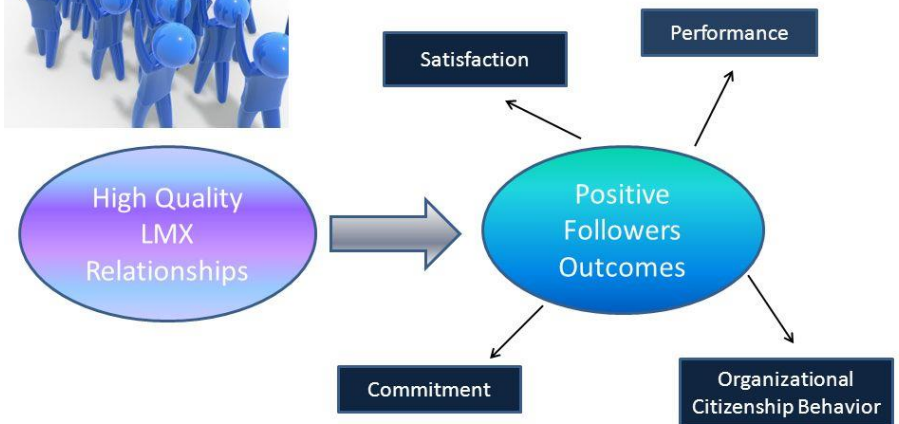 Satisfaction
Performance
High Quality
LMX
Relationships
Positive
Followers
Outcomes
Commitment
Organizational
Citizenship Behavior